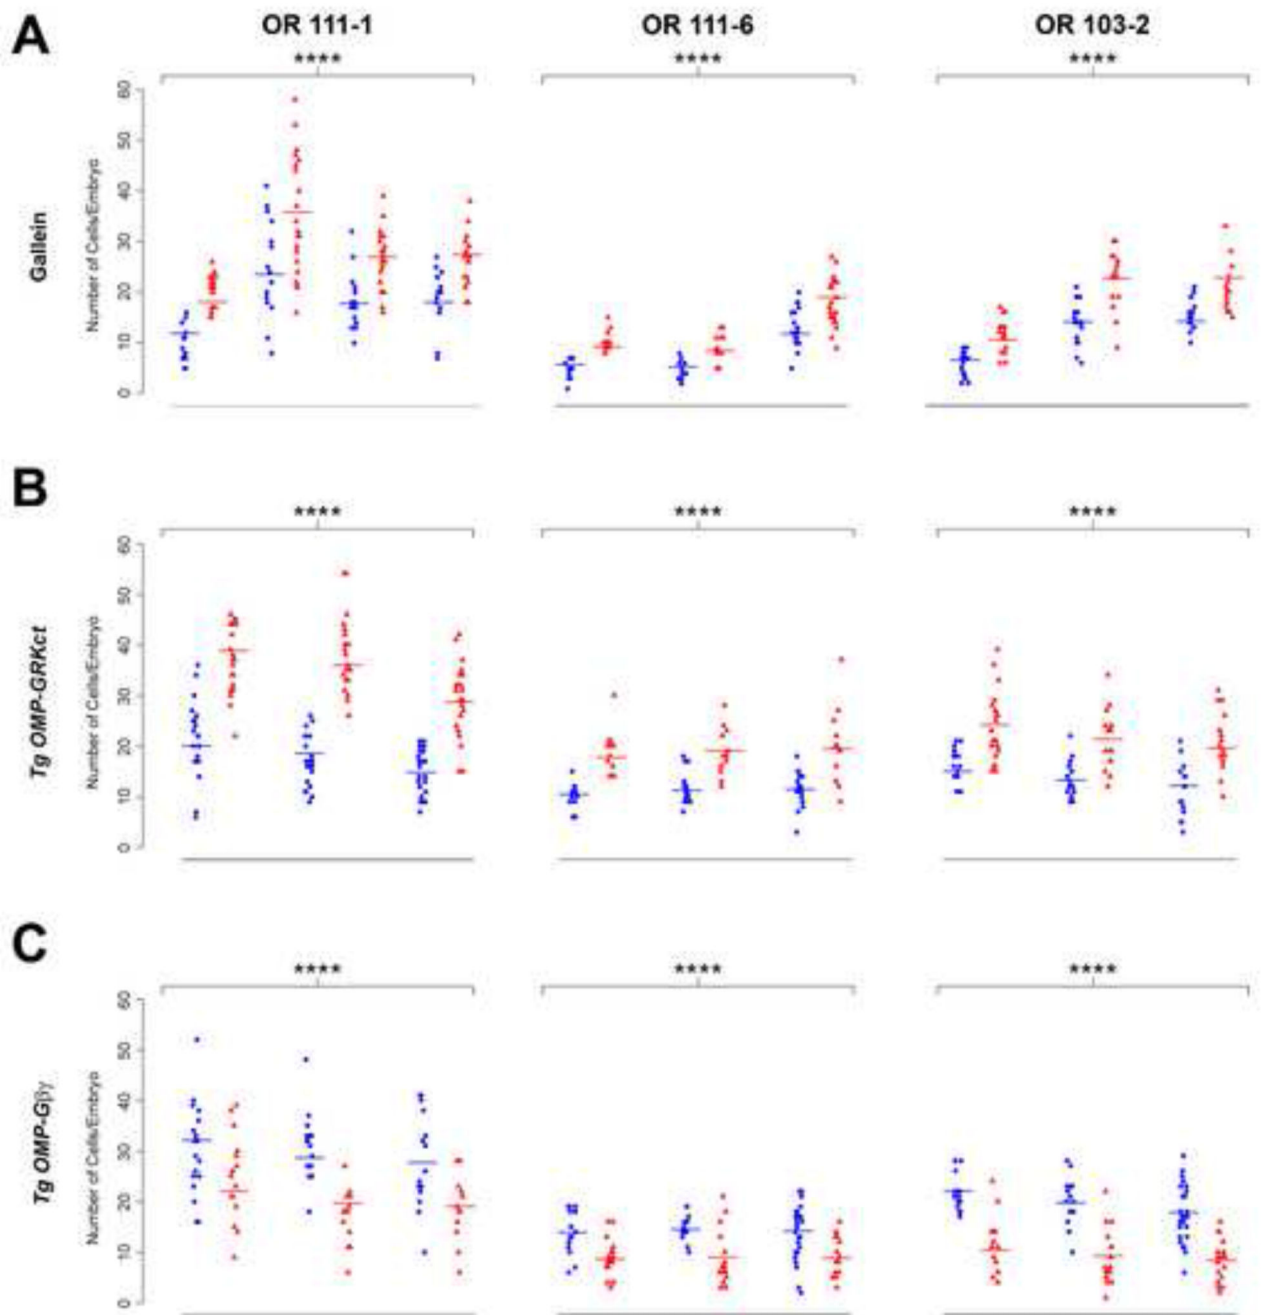 A
OR 111-1
OR 111-6
OR 103-2
****
****
****
Gallein
Number of Cells/Embryo
60
50
40
30
20
10
0
B
****
****
****
Tg OMP-GRKct
Number of Cells/Embryo
60
50
40
30
20
10
0
C
****
****
****
Tg OMP-Gβγ
Number of Cells/Embryo
60
50
40
30
20
10
0